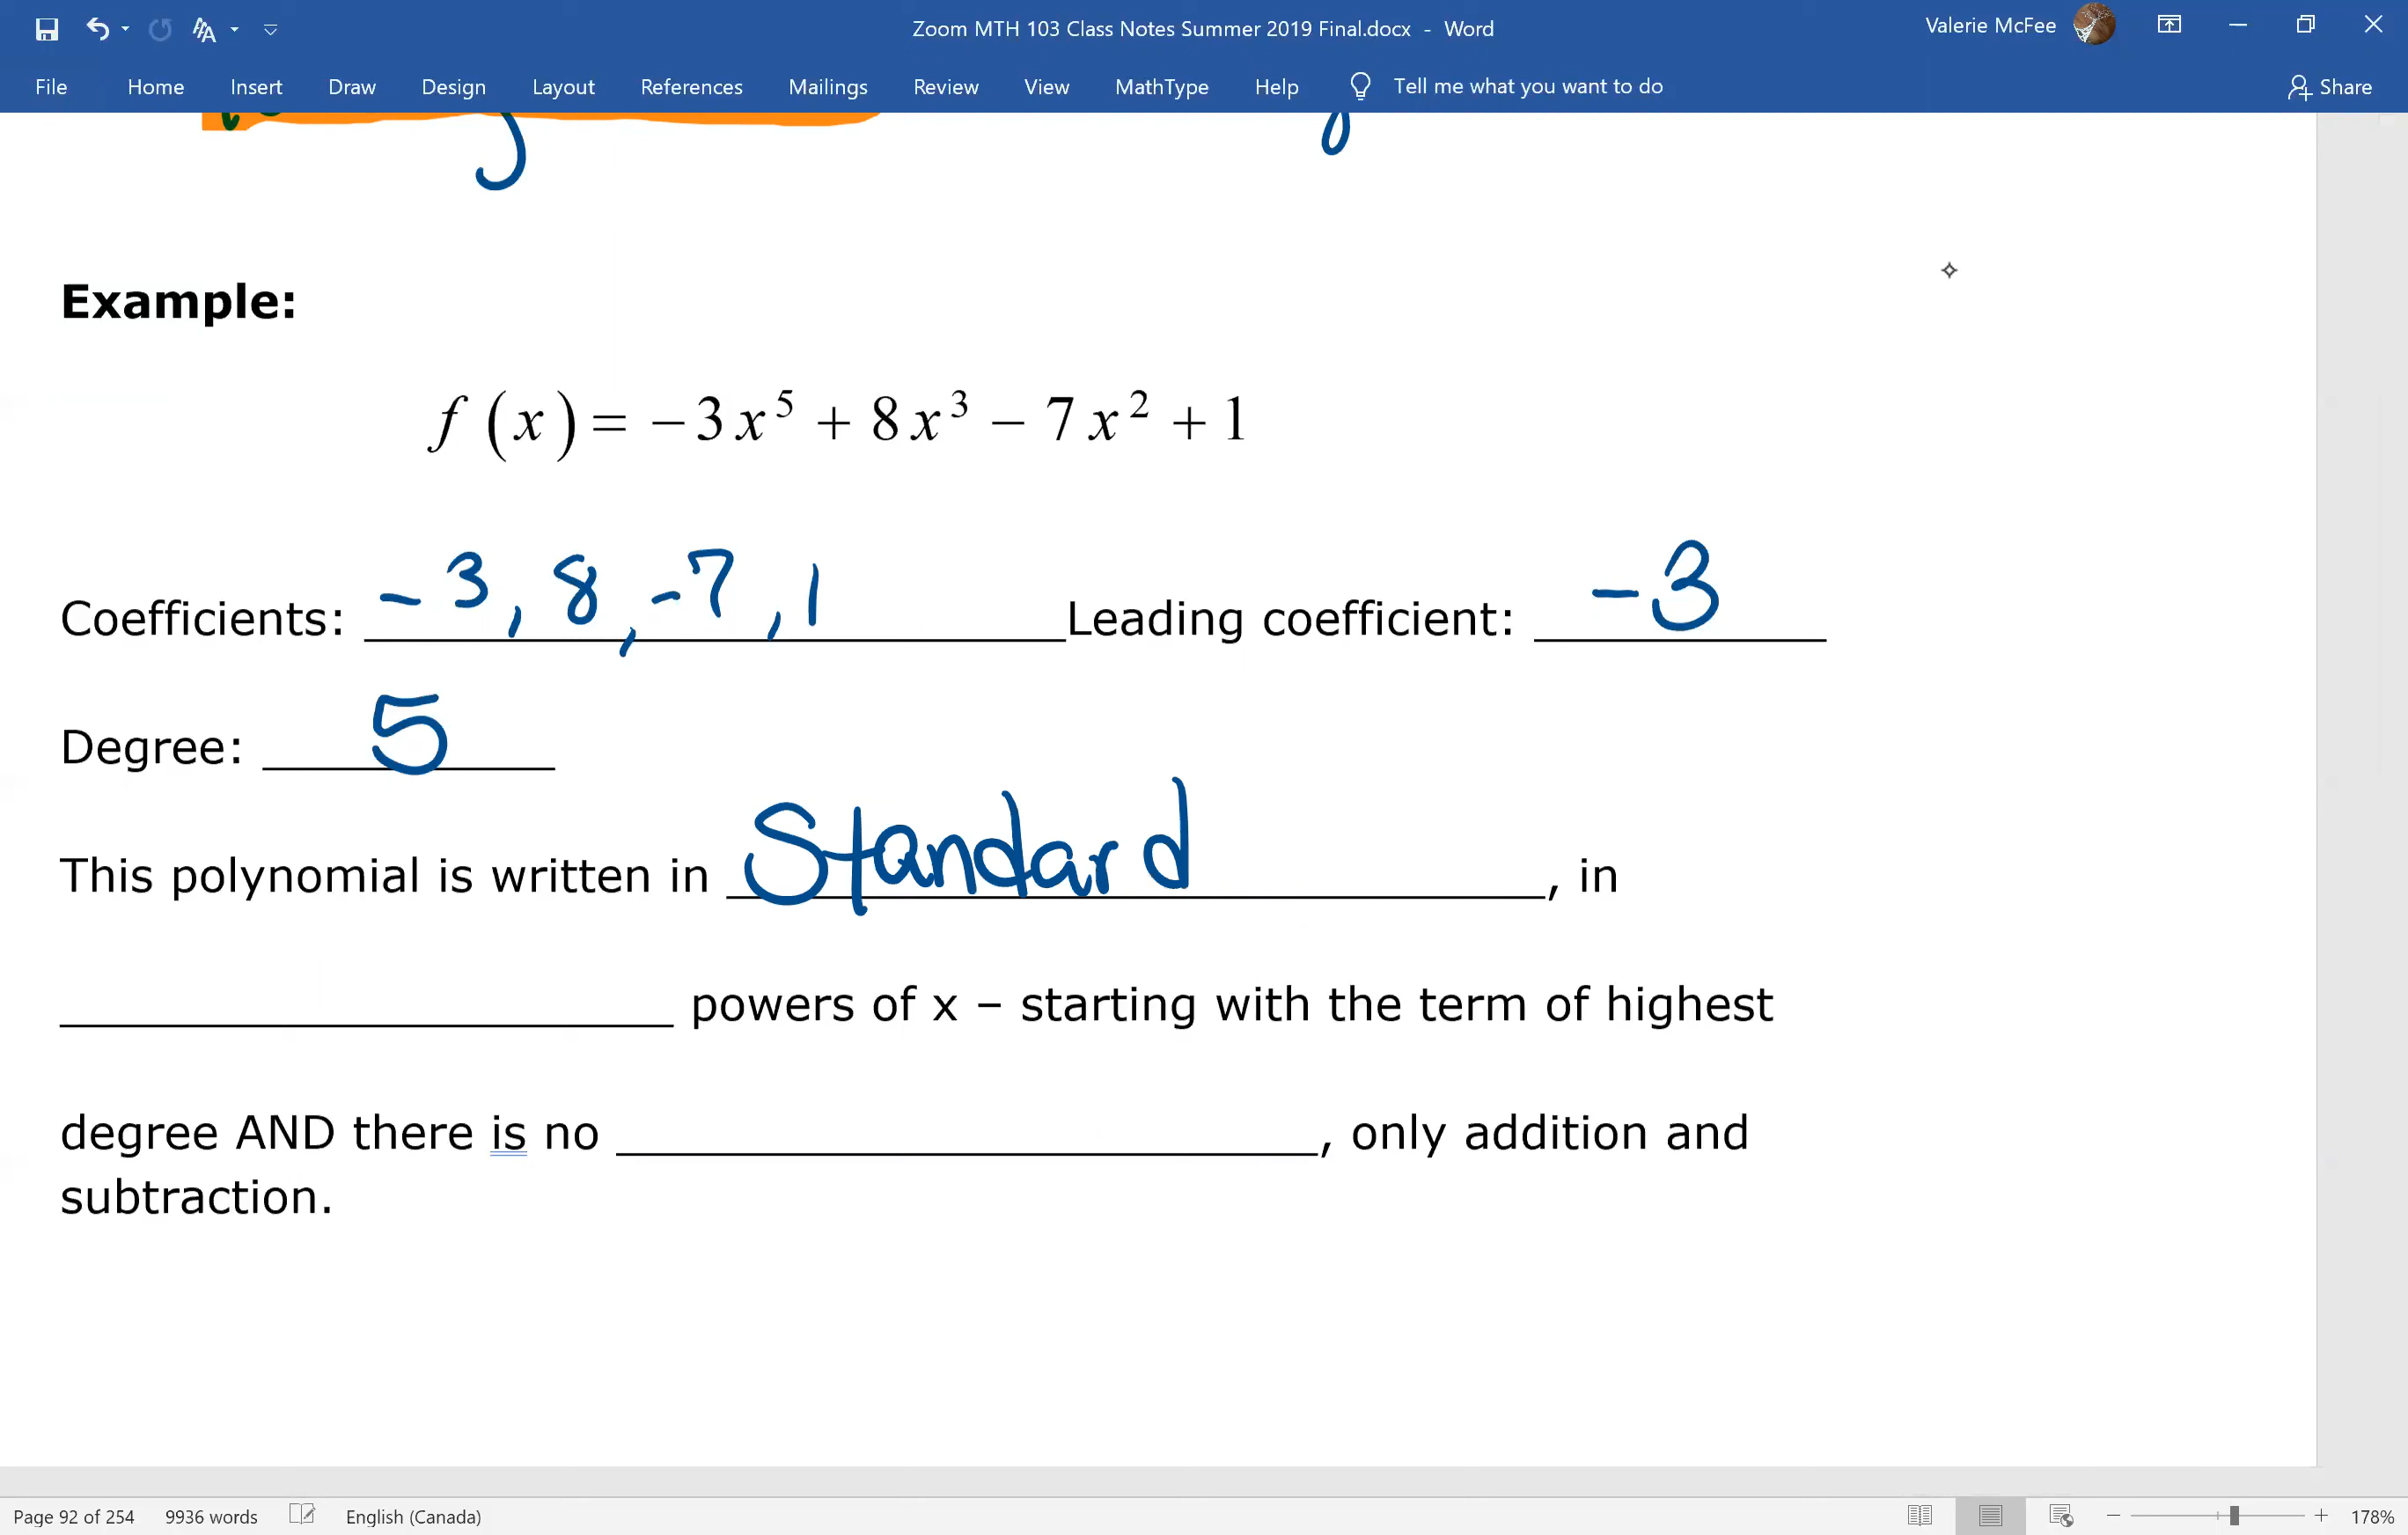 Zoom MTH 103 Class Notes Summer 2019 Final.docx - Word
Valerie McFee
File Home Insert Draw Design Layout References Mailings Review View MathType Help Tell me what you want to do Share
Example:
f(x) = −3x⁵ + 8x³ − 7x² + 1
Coefficients: -3, 8, -7, 1 Leading coefficient: -3
Degree: 5
This polynomial is written in Standard, in
powers of x – starting with the term of highest
degree AND there is no , only addition and
subtraction.
Page 92 of 254 9936 words English (Canada) 178%